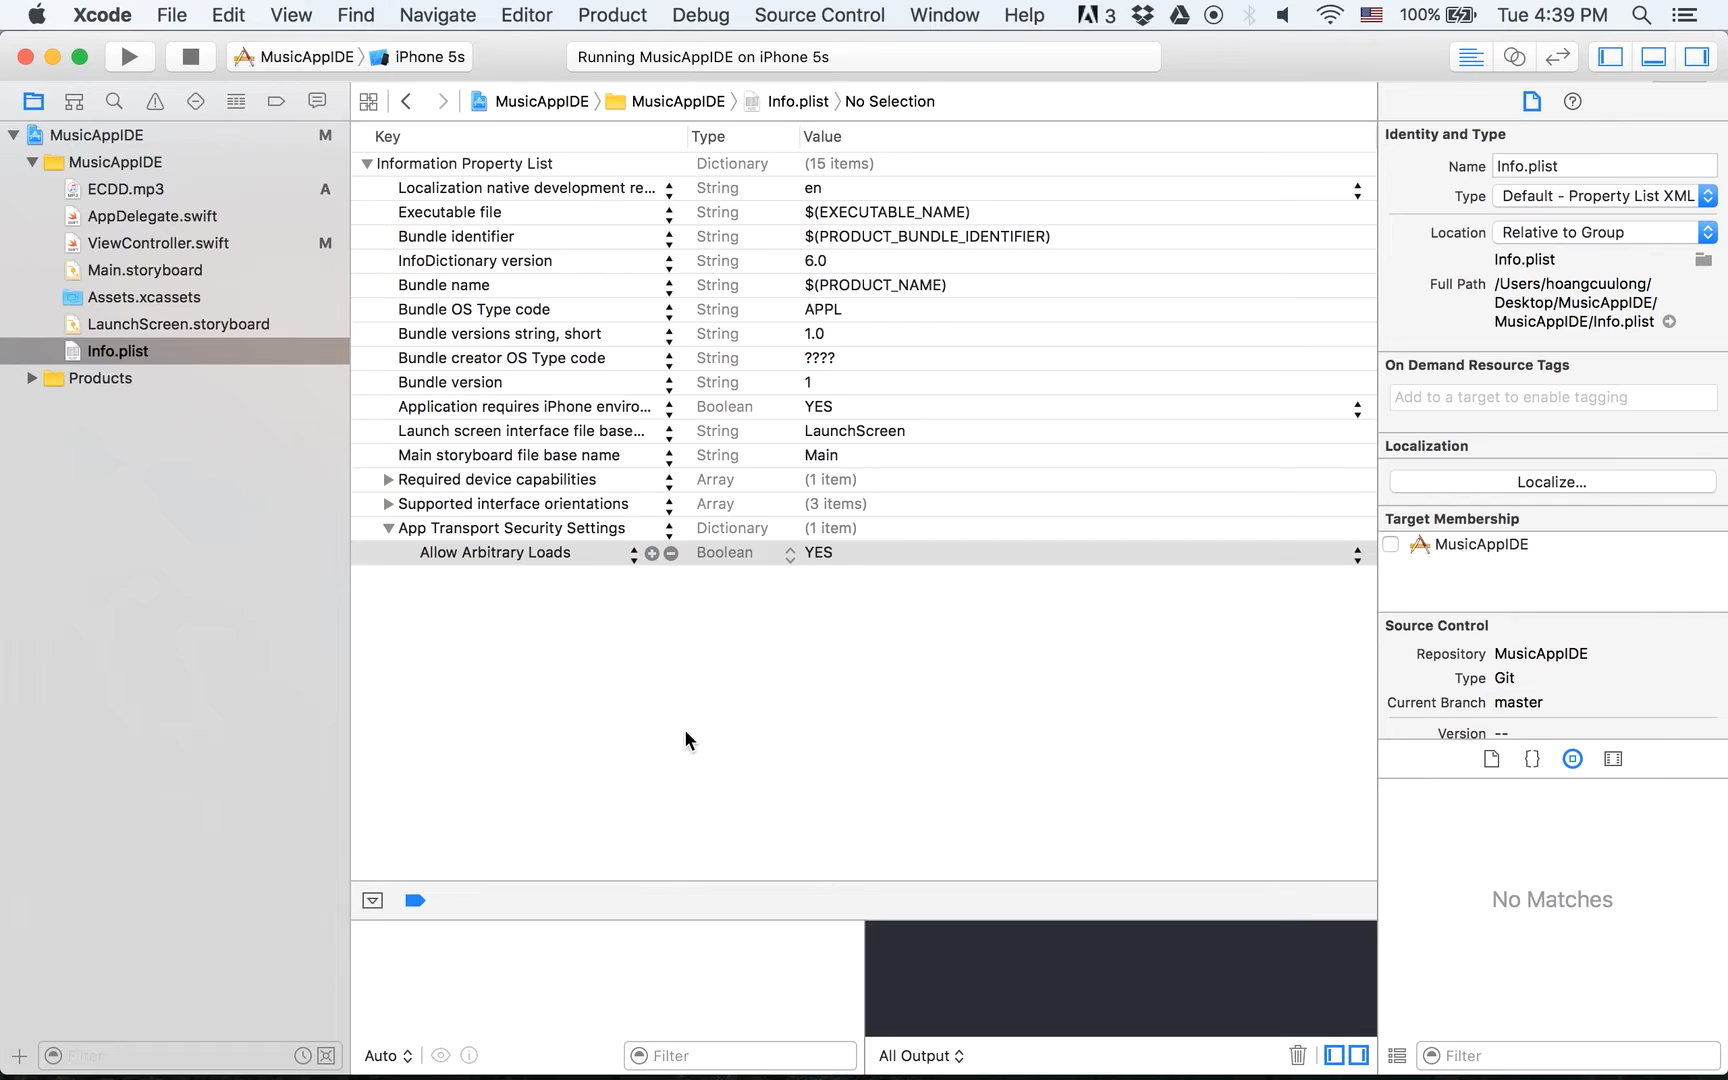 Xcode File Edit View Find Navigate Editor Product Debug Source Control Window Help 3 100% Tue 4:39 PM
MusicAppIDE iPhone 5s Running MusicAppIDE on iPhone 5s
MusicAppIDE MusicAppIDE Info.plist No Selection
MusicAppIDE M
MusicAppIDE
ECDD.mp3 A
AppDelegate.swift
ViewController.swift M
Main.storyboard
Assets.xcassets
LaunchScreen.storyboard
Info.plist
Products
Filter
Key Type Value
Information Property List Dictionary (15 items)
Localization native development re... String en
Executable file String $(EXECUTABLE_NAME)
Bundle identifier String $(PRODUCT_BUNDLE_IDENTIFIER)
InfoDictionary version String 6.0
Bundle name String $(PRODUCT_NAME)
Bundle OS Type code String APPL
Bundle versions string, short String 1.0
Bundle creator OS Type code String ????
Bundle version String 1
Application requires iPhone enviro... Boolean YES
Launch screen interface file base... String LaunchScreen
Main storyboard file base name String Main
Required device capabilities Array (1 item)
Supported interface orientations Array (3 items)
App Transport Security Settings Dictionary (1 item)
Allow Arbitrary Loads Boolean YES
Auto Filter All Output
Identity and Type
Name Info.plist
Type Default - Property List XML
Location Relative to Group
Info.plist
Full Path /Users/hoangcuulong/
Desktop/MusicAppIDE/
MusicAppIDE/Info.plist
On Demand Resource Tags
Add to a target to enable tagging
Localization
Localize...
Target Membership
MusicAppIDE
Source Control
Repository MusicAppIDE
Type Git
Current Branch master
Version --
{}
No Matches
Filter